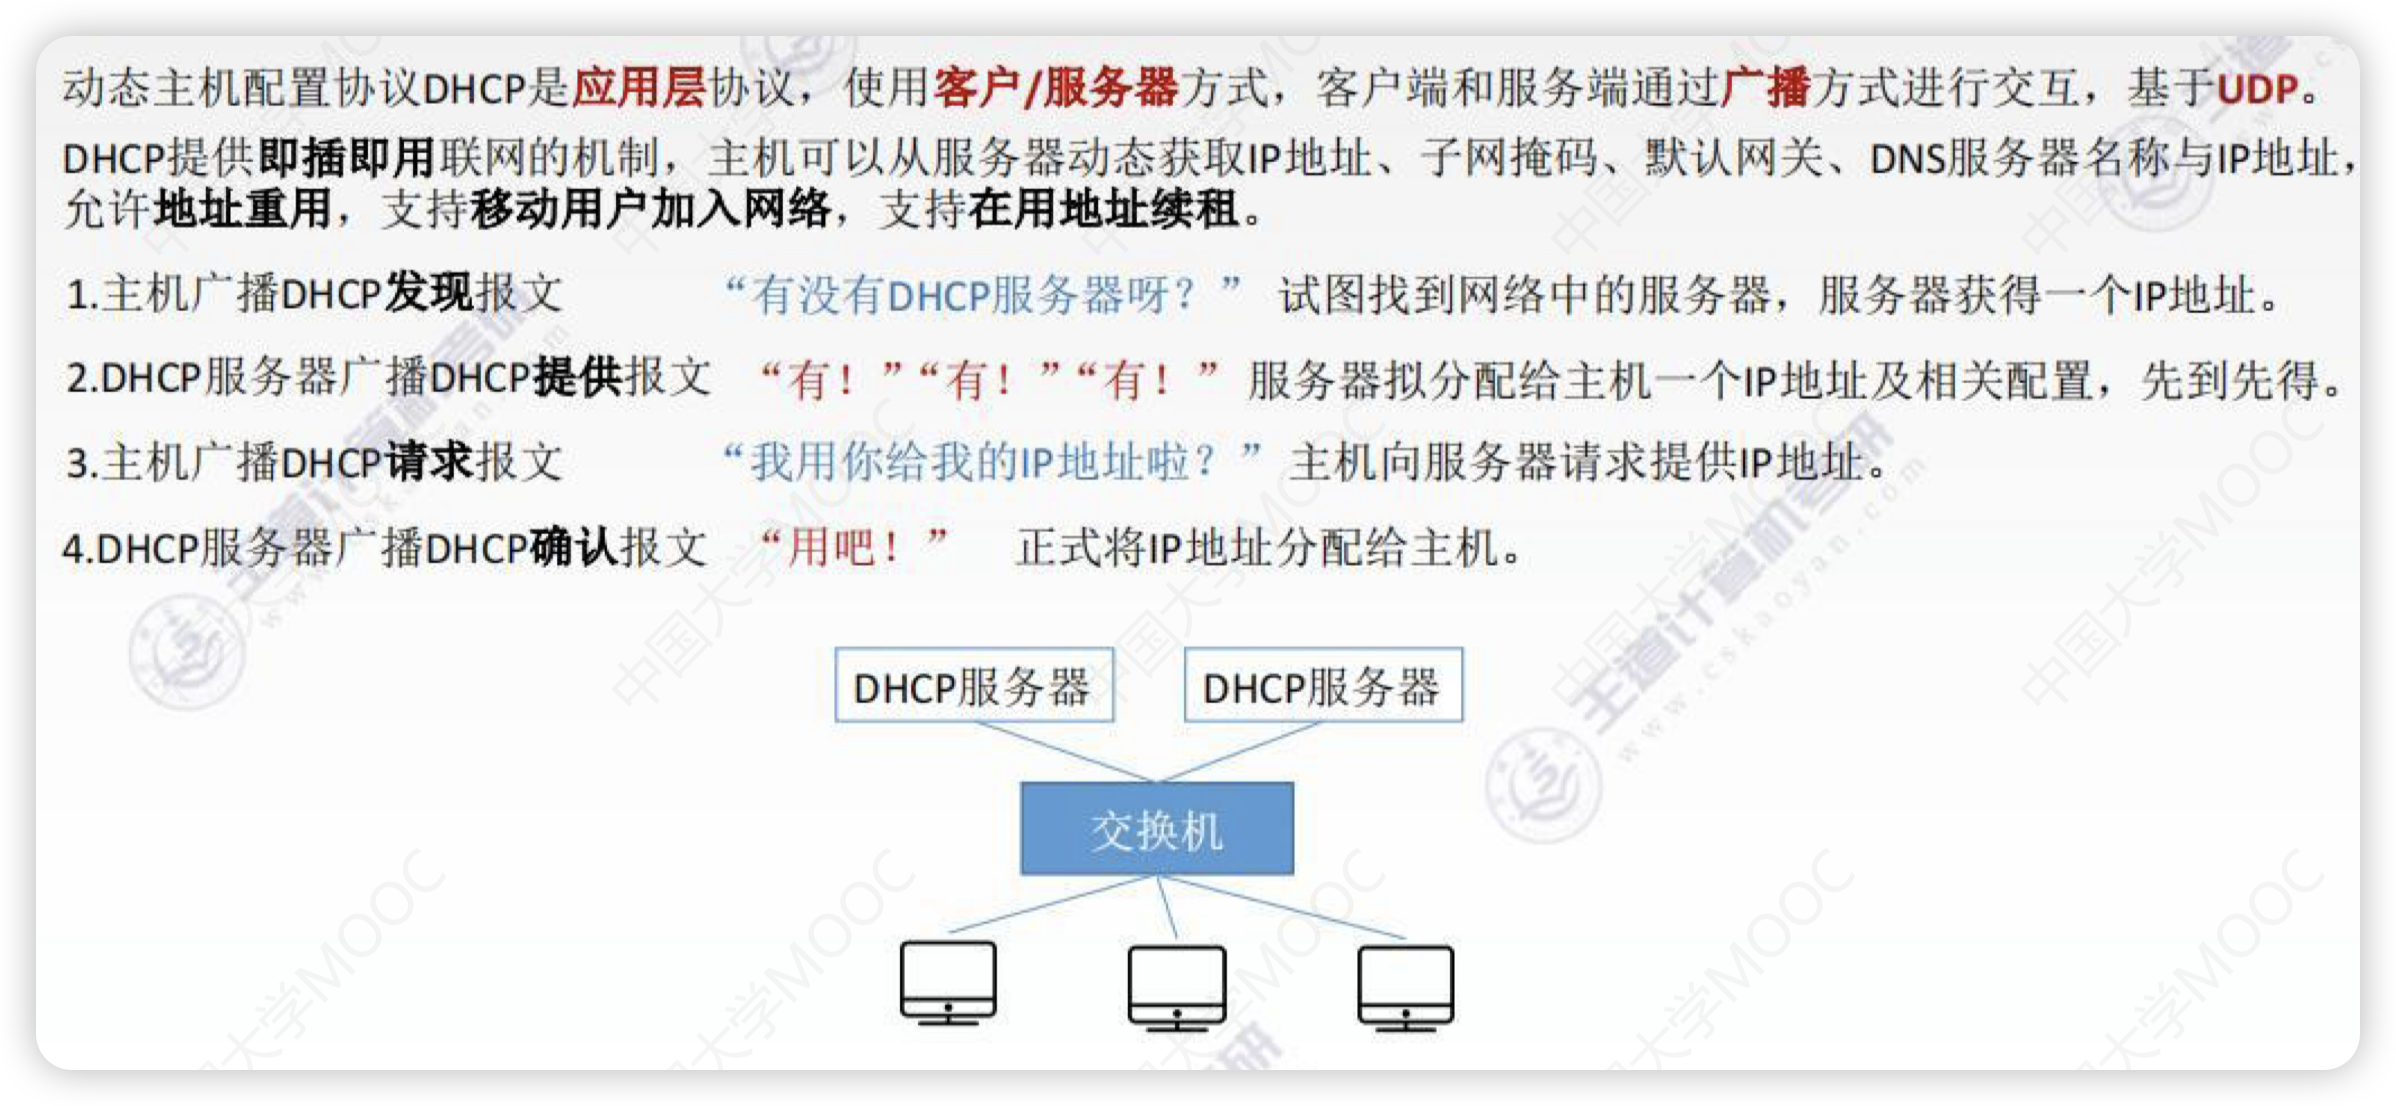 动态主机配置协议DHCP是应用层协议，使用客户/服务器方式，客户端和服务端通过广播方式进行交互，基于UDP。
DHCP提供即插即用联网的机制，主机可以从服务器动态获取IP地址、子网掩码、默认网关、DNS服务器名称与IP地址，
允许地址重用，支持移动用户加入网络，支持在用地址续租。
1.主机广播DHCP发现报文 “有没有DHCP服务器呀？” 试图找到网络中的服务器，服务器获得一个IP地址。
2.DHCP服务器广播DHCP提供报文 “有！”“有！”“有！” 服务器拟分配给主机一个IP地址及相关配置，先到先得。
3.主机广播DHCP请求报文 “我用你给我的IP地址啦？” 主机向服务器请求提供IP地址。
4.DHCP服务器广播DHCP确认报文 “用吧！” 正式将IP地址分配给主机。
DHCP服务器 DHCP服务器
交换机
王道计算机考研
www.cskaoyan.com
中国大学MOOC